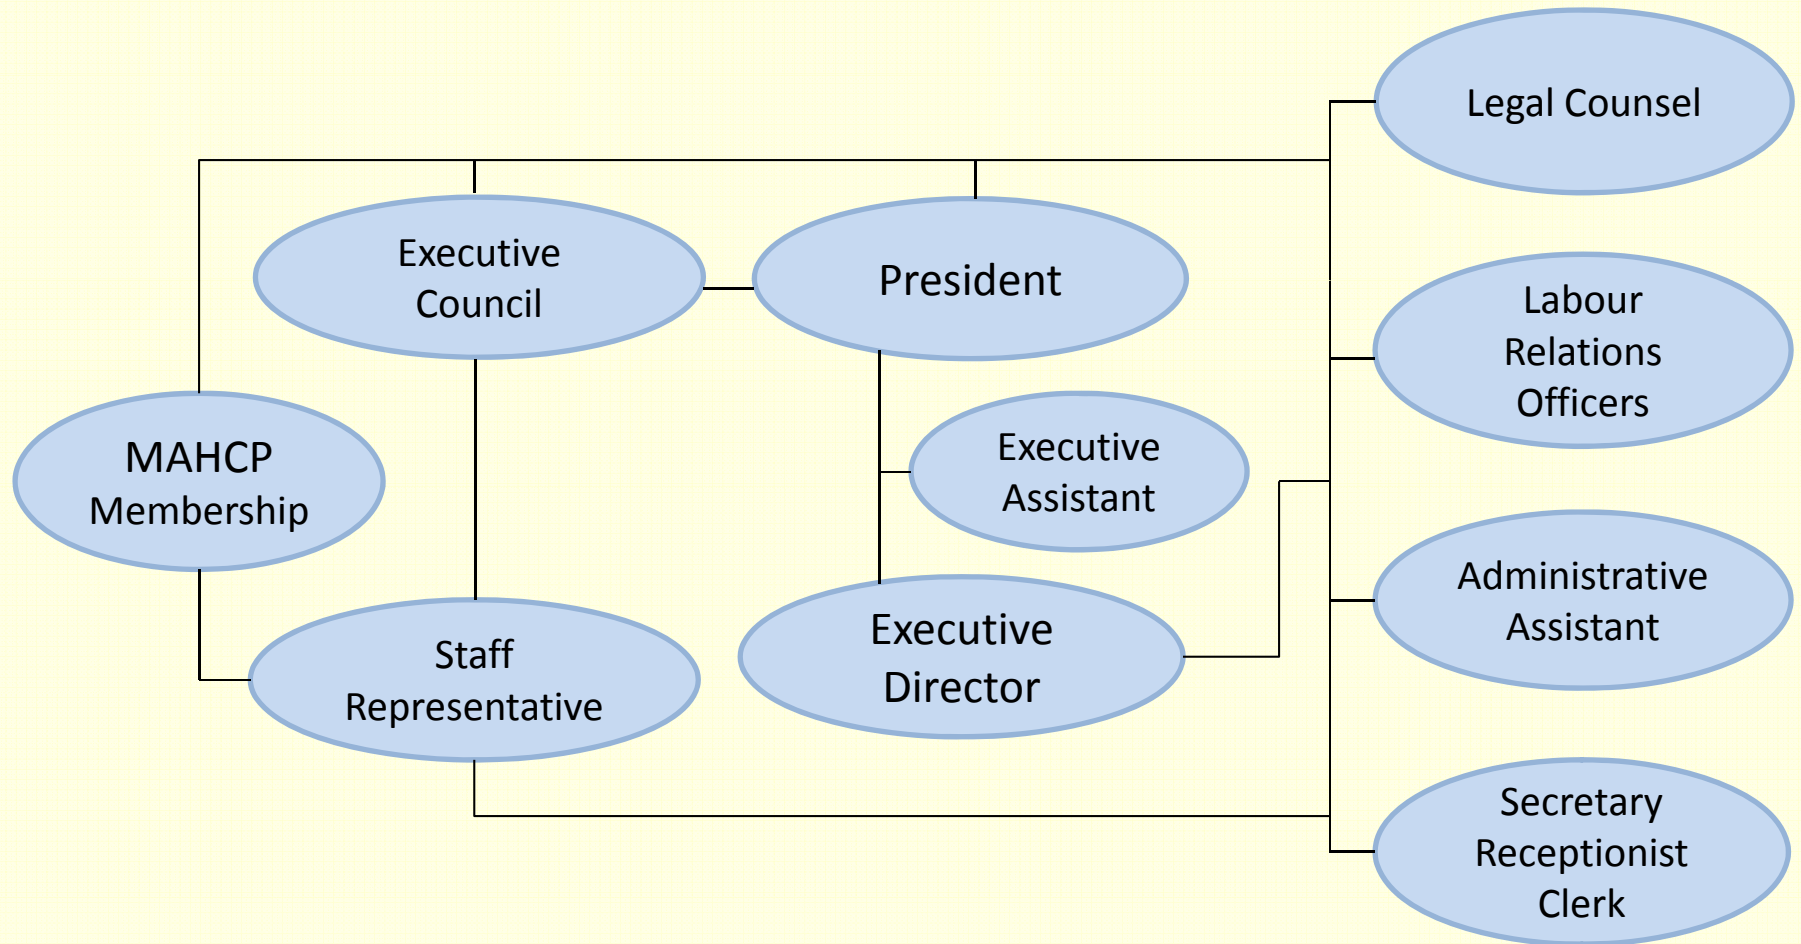 Legal Counsel
Executive
Council
President
Labour
Relations
Officers
MAHCP
Membership
Executive
Assistant
Administrative
Assistant
Staff
Representative
Executive
Director
Secretary
Receptionist
Clerk